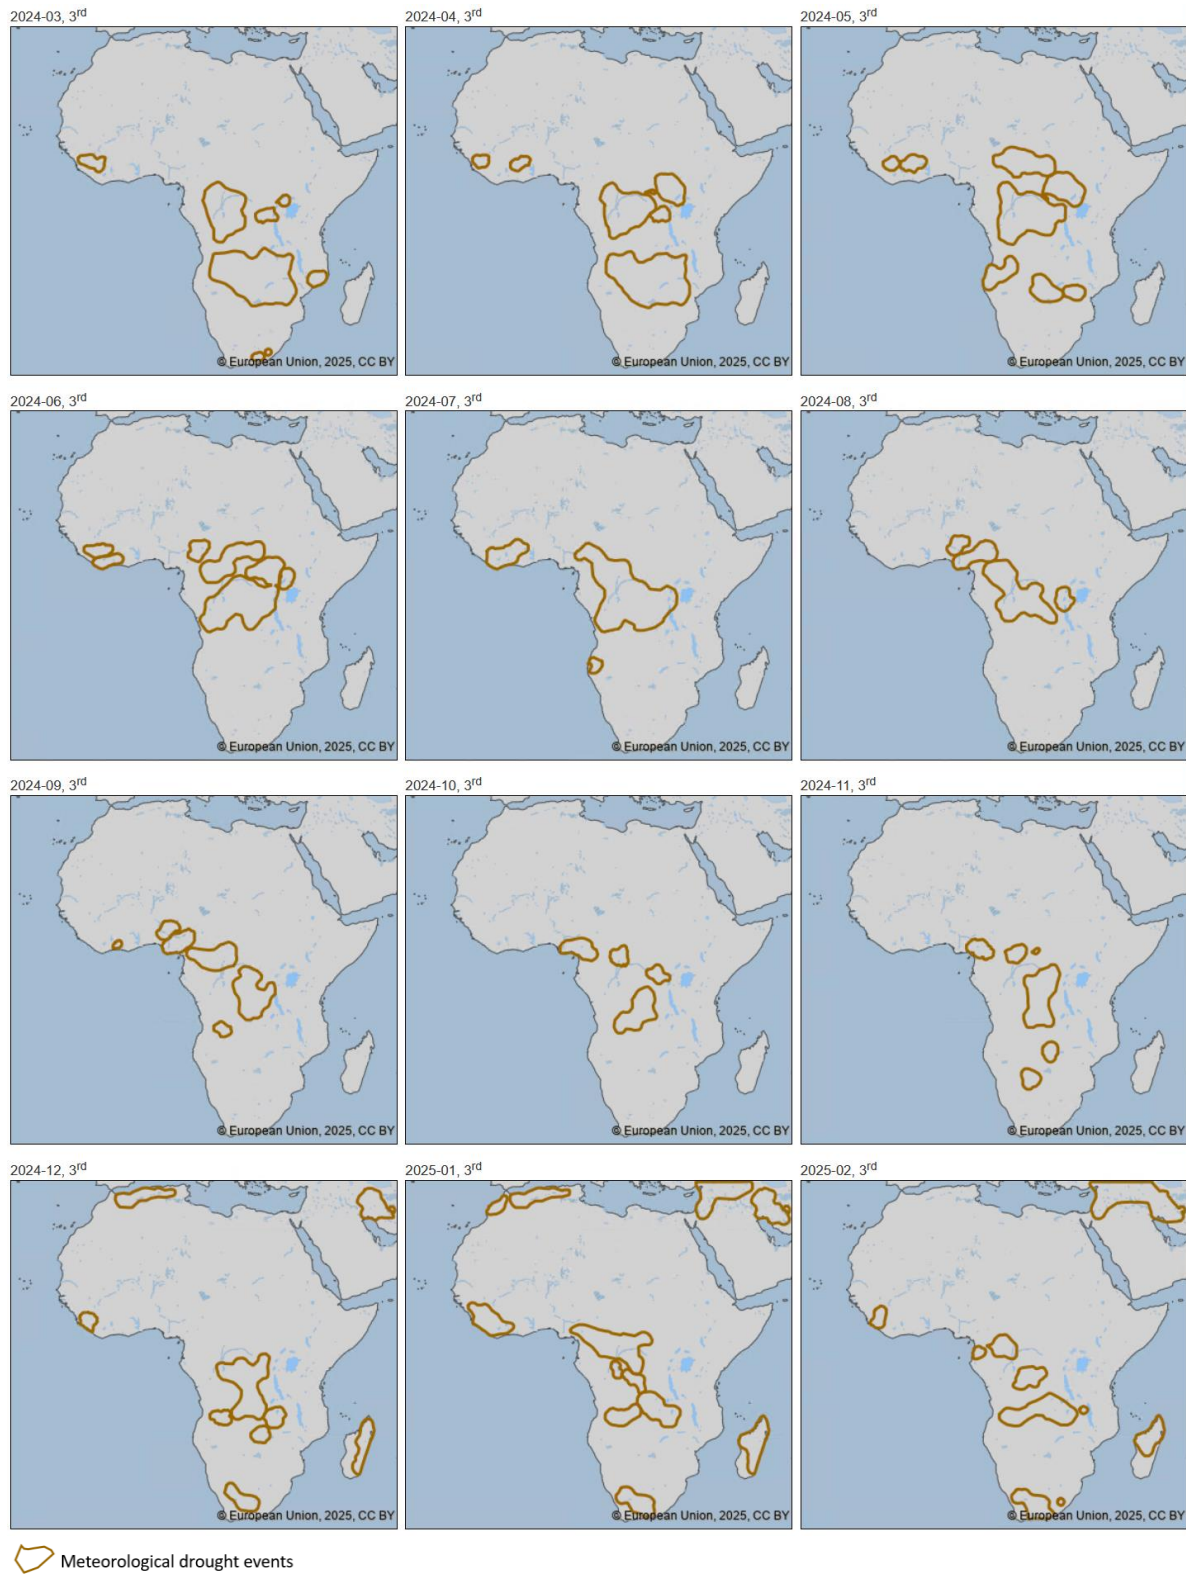 2024-03, 3rd
2024-04, 3rd
2024-05, 3rd
© European Union, 2025, CC BY
© European Union, 2025, CC BY
© European Union, 2025, CC BY
2024-06, 3rd
2024-07, 3rd
2024-08, 3rd
© European Union, 2025, CC BY
© European Union, 2025, CC BY
© European Union, 2025, CC BY
2024-09, 3rd
2024-10, 3rd
2024-11, 3rd
© European Union, 2025, CC BY
© European Union, 2025, CC BY
© European Union, 2025, CC BY
2024-12, 3rd
2025-01, 3rd
2025-02, 3rd
© European Union, 2025, CC BY
© European Union, 2025, CC BY
© European Union, 2025, CC BY
Meteorological drought events